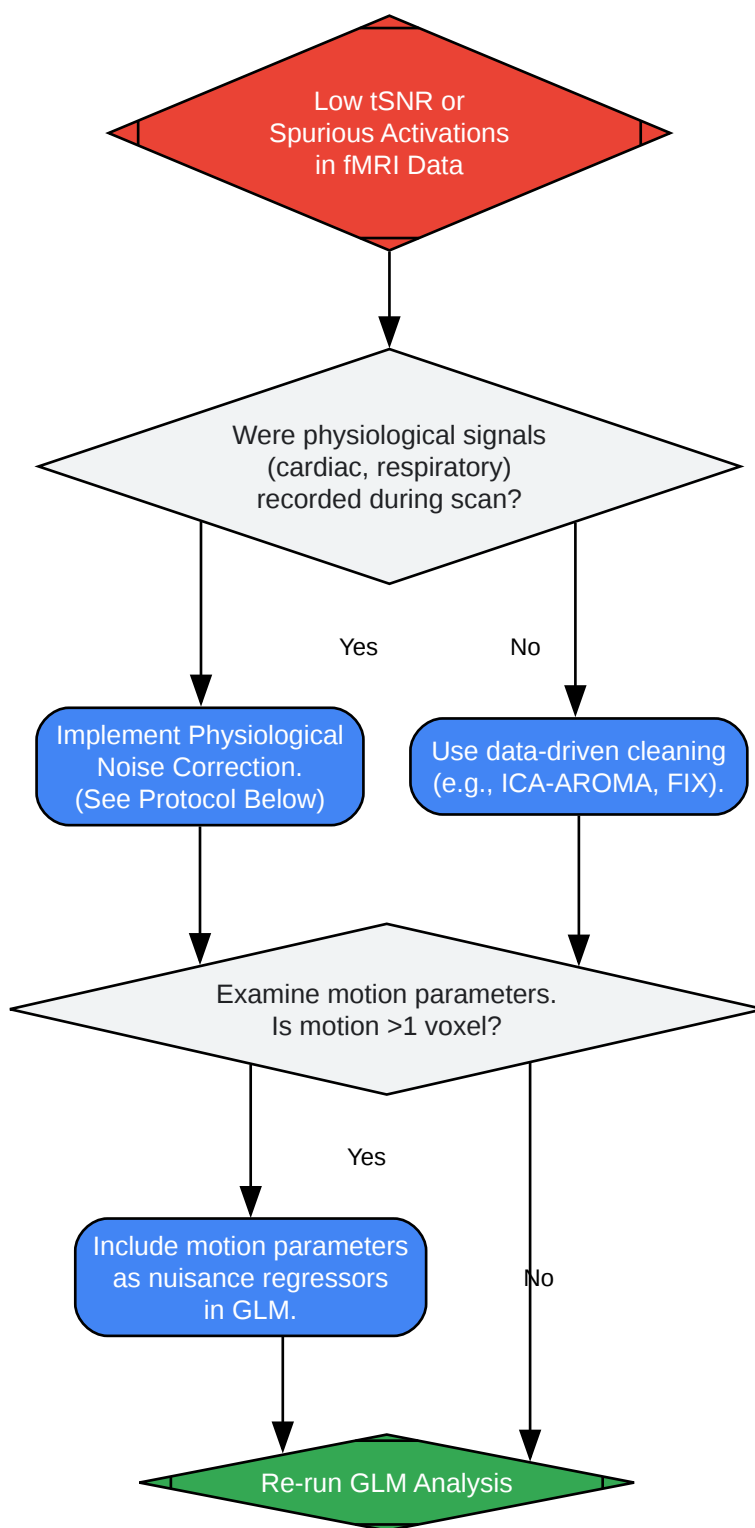 Low tSNR or
Spurious Activations
in fMRI Data
Were physiological signals
(cardiac, respiratory)
recorded during scan?
Yes
No
Implement Physiological
Noise Correction.
(See Protocol Below)
Use data-driven cleaning
(e.g., ICA-AROMA, FIX).
Examine motion parameters.
Is motion >1 voxel?
Yes
Include motion parameters
as nuisance regressors
in GLM.
No
Re-run GLM Analysis